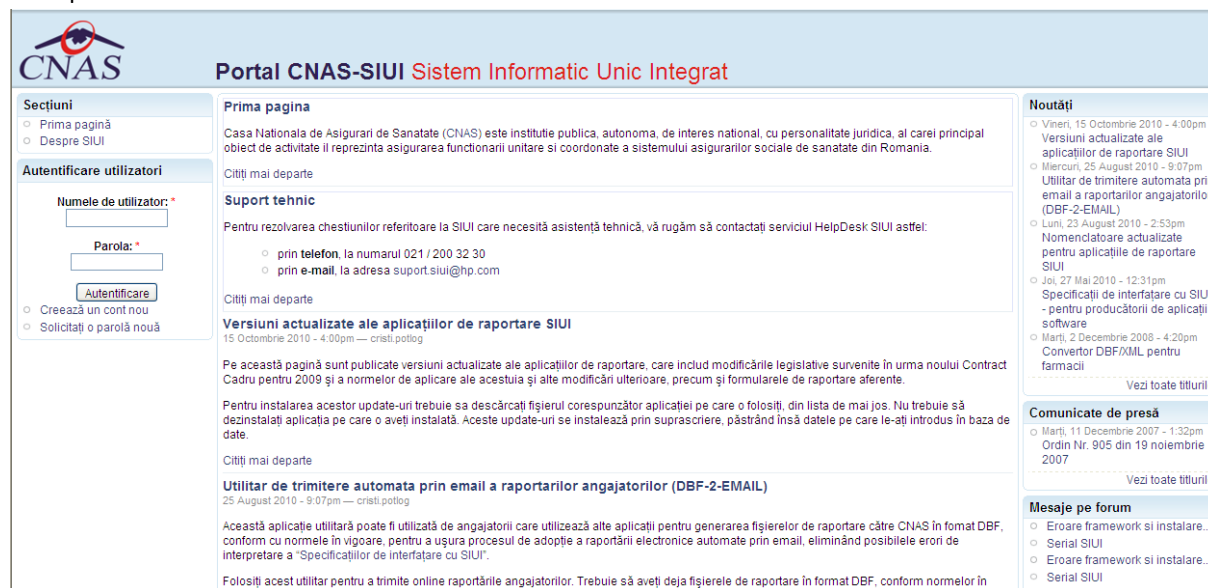 CNAS
Portal CNAS-SIUI Sistem Informatic Unic Integrat
Secțiuni
Prima pagină
Despre SIUI
Autentificare utilizatori
Numele de utilizator: *
Parola: *
Autentificare
Creează un cont nou
Solicitați o parolă nouă
Prima pagina
Casa Nationala de Asigurari de Sanatate (CNAS) este institutie publica, autonoma, de interes national, cu personalitate juridica, al carei principal
obiect de activitate il reprezinta asigurarea functionarii unitare si coordonate a sistemului asigurarilor sociale de sanatate din Romania.
Citiți mai departe
Suport tehnic
Pentru rezolvarea chestiunilor referitoare la SIUI care necesită asistență tehnică, vă rugăm să contactați serviciul HelpDesk SIUI astfel:
prin telefon, la numarul 021 / 200 32 30
prin e-mail, la adresa suport.siui@hp.com
Citiți mai departe
Versiuni actualizate ale aplicațiilor de raportare SIUI
15 Octombrie 2010 - 4:00pm — cristi.potlog
Pe această pagină sunt publicate versiuni actualizate ale aplicațiilor de raportare, care includ modificările legislative survenite în urma noului Contract
Cadru pentru 2009 şi a normelor de aplicare ale acestuia şi alte modificări ulterioare, precum şi formularele de raportare aferente.
Pentru instalarea acestor update-uri trebuie sa descărcați fişierul corespunzător aplicației pe care o folosiți, din lista de mai jos. Nu trebuie să
dezinstalați aplicația pe care o aveți instalată. Aceste update-uri se instalează prin suprascriere, păstrând însă datele pe care le-ați introdus în baza de
date.
Citiți mai departe
Utilitar de trimitere automata prin email a raportarilor angajatorilor (DBF-2-EMAIL)
25 August 2010 - 9:07pm — cristi.potlog
Această aplicație utilitară poate fi utilizată de angajatorii care utilizează alte aplicații pentru generarea fişierelor de raportare către CNAS în fomat DBF,
conform cu normele în vigoare, pentru a uşura procesul de adopție a raportării electronice automate prin email, eliminând posibilele erori de
interpretare a "Specificațiilor de interfațare cu SIUI".
Folosiți acest utilitar pentru a trimite online raportările angajatorilor. Trebuie să aveți deja fişierele de raportare în format DBF, conform normelor în
Noutăți
Vineri, 15 Octombrie 2010 - 4:00pm
Versiuni actualizate ale
aplicațiilor de raportare SIUI
Miercuri, 25 August 2010 - 9:07pm
Utilitar de trimitere automata pri
email a raportarilor angajatorilo
(DBF-2-EMAIL)
Luni, 23 August 2010 - 2:53pm
Nomenclatoare actualizate
pentru aplicațiile de raportare
SIUI
Joi, 27 Mai 2010 - 12:31pm
Specificații de interfațare cu SIU
- pentru producătorii de aplicații
software
Marți, 2 Decembrie 2008 - 4:20pm
Convertor DBF/XML pentru
farmacii
Vezi toate titluril
Comunicate de presă
Marți, 11 Decembrie 2007 - 1:32pm
Ordin Nr. 905 din 19 noiembrie
2007
Vezi toate titluril
Mesaje pe forum
Eroare framework si instalare..
Serial SIUI
Eroare framework si instalare..
Serial SIUI